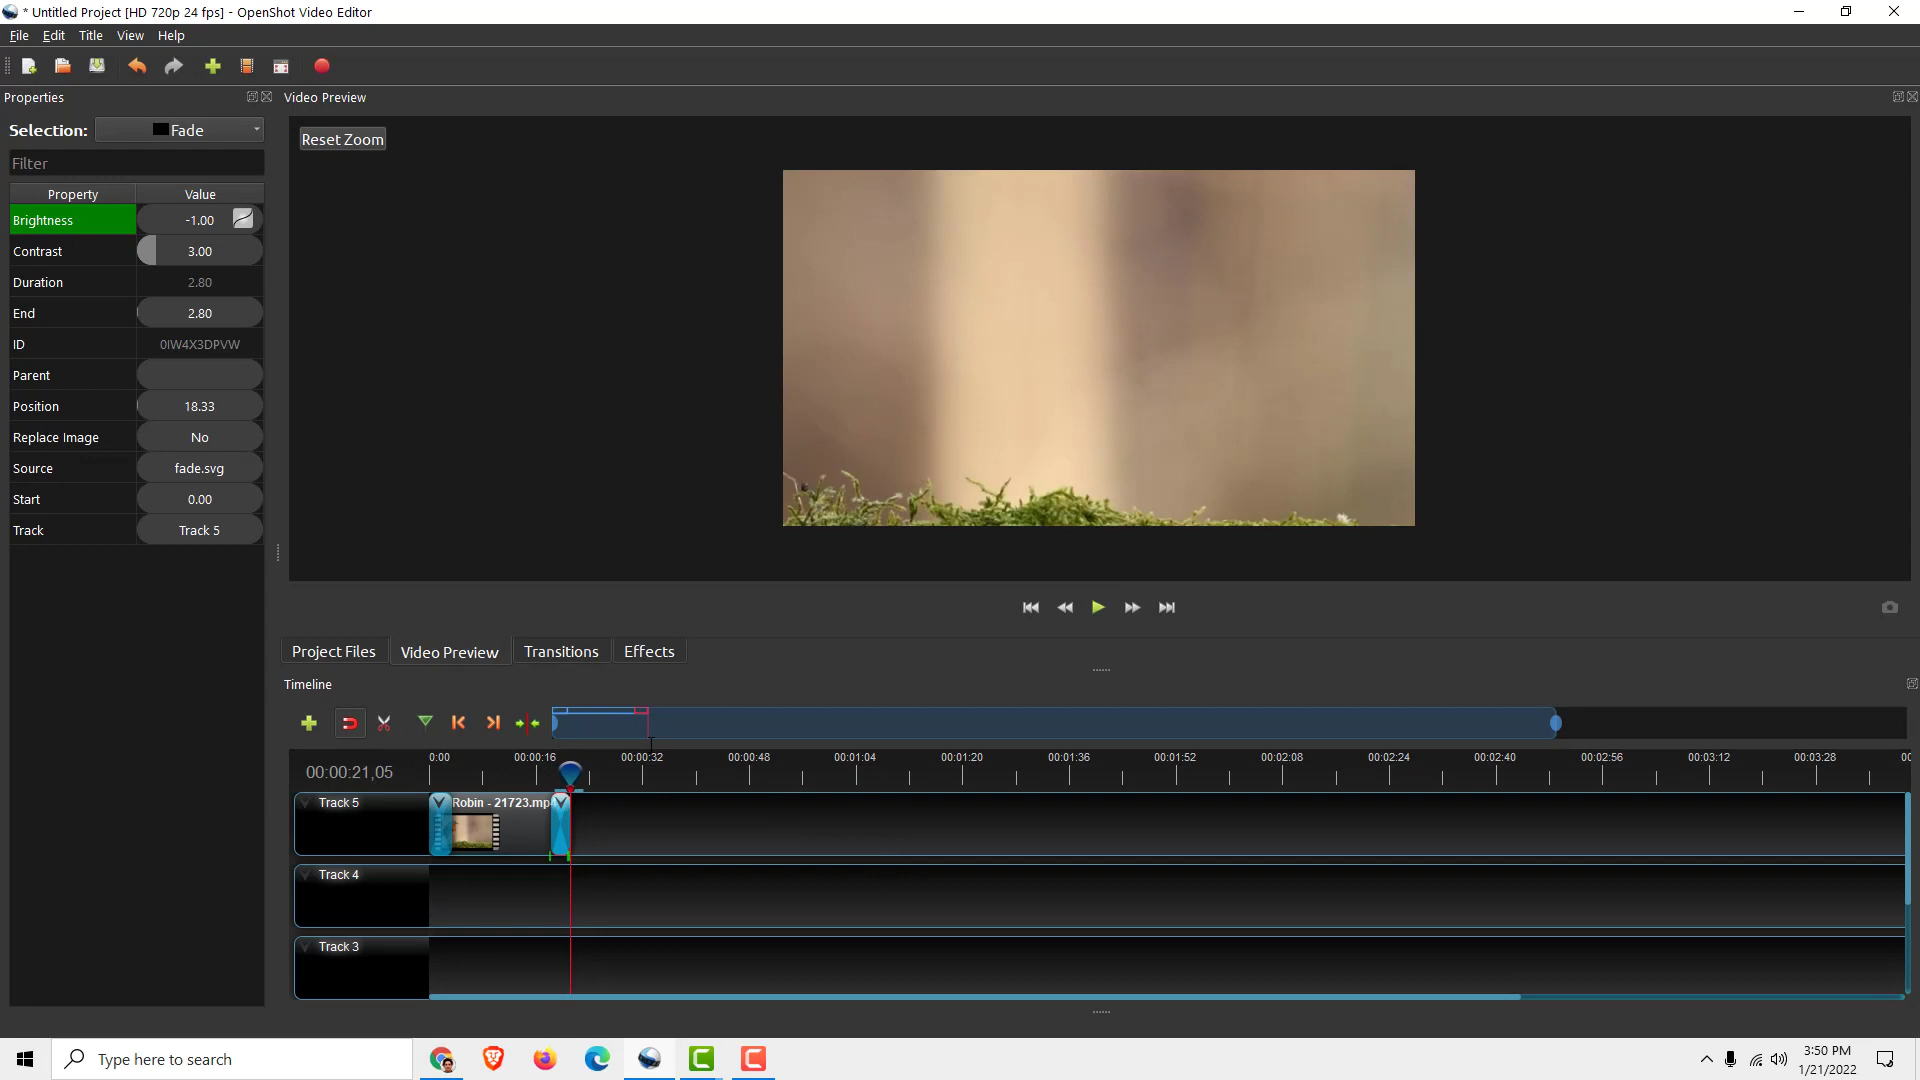 * Untitled Project [HD 720p 24 fps] - OpenShot Video Editor
File Edit Title View Help
Properties
Video Preview
Selection: Fade
Reset Zoom
Filter
Property Value
Brightness -1.00
Contrast 3.00
Duration 2.80
End 2.80
ID 0IW4X3DPVW
Parent
Position 18.33
Replace Image No
Source fade.svg
Start 0.00
Track Track 5
Project Files Video Preview Transitions Effects
Timeline
0:00 00:00:16 00:00:32 00:00:48 00:01:04 00:01:20 00:01:36 00:01:52 00:02:08 00:02:24 00:02:40 00:02:56 00:03:12 00:03:28 00
00:00:21,05
Track 5 Robin - 21723.mp4
Track 4
Track 3
Type here to search
3:50 PM
1/21/2022